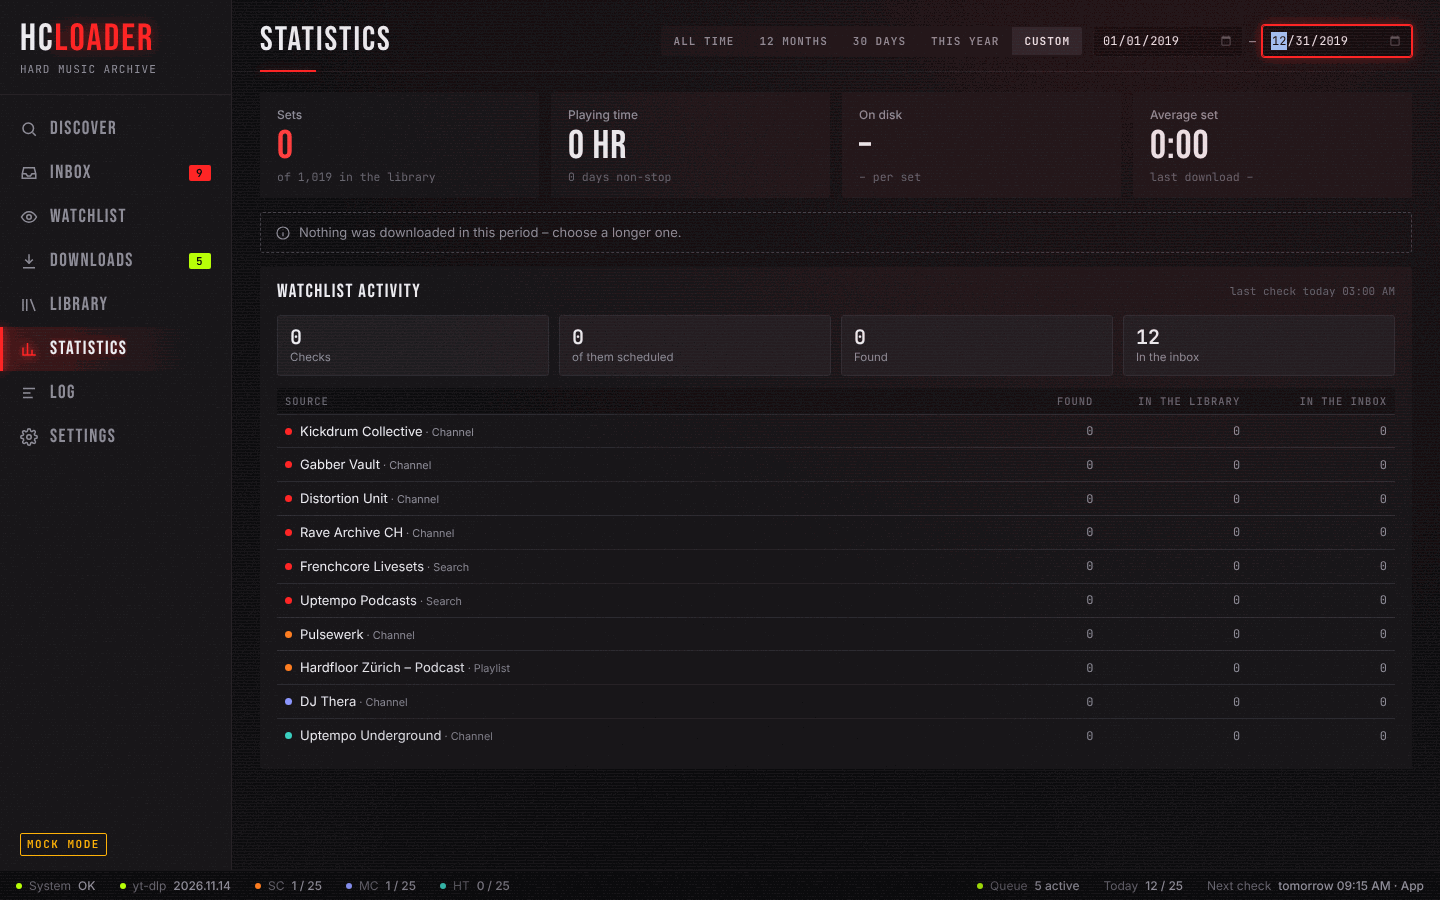 HCLOADER
HARD MUSIC ARCHIVE
DISCOVER
INBOX 9
WATCHLIST
DOWNLOADS 5
LIBRARY
STATISTICS
LOG
SETTINGS
MOCK MODE
STATISTICS
ALL TIME 12 MONTHS 30 DAYS THIS YEAR CUSTOM 01/01/2019 – 12/31/2019
Sets
0
of 1,019 in the library
Playing time
0 HR
0 days non-stop
On disk
–
– per set
Average set
0:00
last download –
Nothing was downloaded in this period – choose a longer one.
WATCHLIST ACTIVITY last check today 03:00 AM
0
Checks
0
of them scheduled
0
Found
12
In the inbox
SOURCE FOUND IN THE LIBRARY IN THE INBOX
Kickdrum Collective · Channel 0 0 0
Gabber Vault · Channel 0 0 0
Distortion Unit · Channel 0 0 0
Rave Archive CH · Channel 0 0 0
Frenchcore Livesets · Search 0 0 0
Uptempo Podcasts · Search 0 0 0
Pulsewerk · Channel 0 0 0
Hardfloor Zürich – Podcast · Playlist 0 0 0
DJ Thera · Channel 0 0 0
Uptempo Underground · Channel 0 0 0
System OK yt-dlp 2026.11.14 SC 1 / 25 MC 1 / 25 HT 0 / 25 Queue 5 active Today 12 / 25 Next check tomorrow 09:15 AM · App